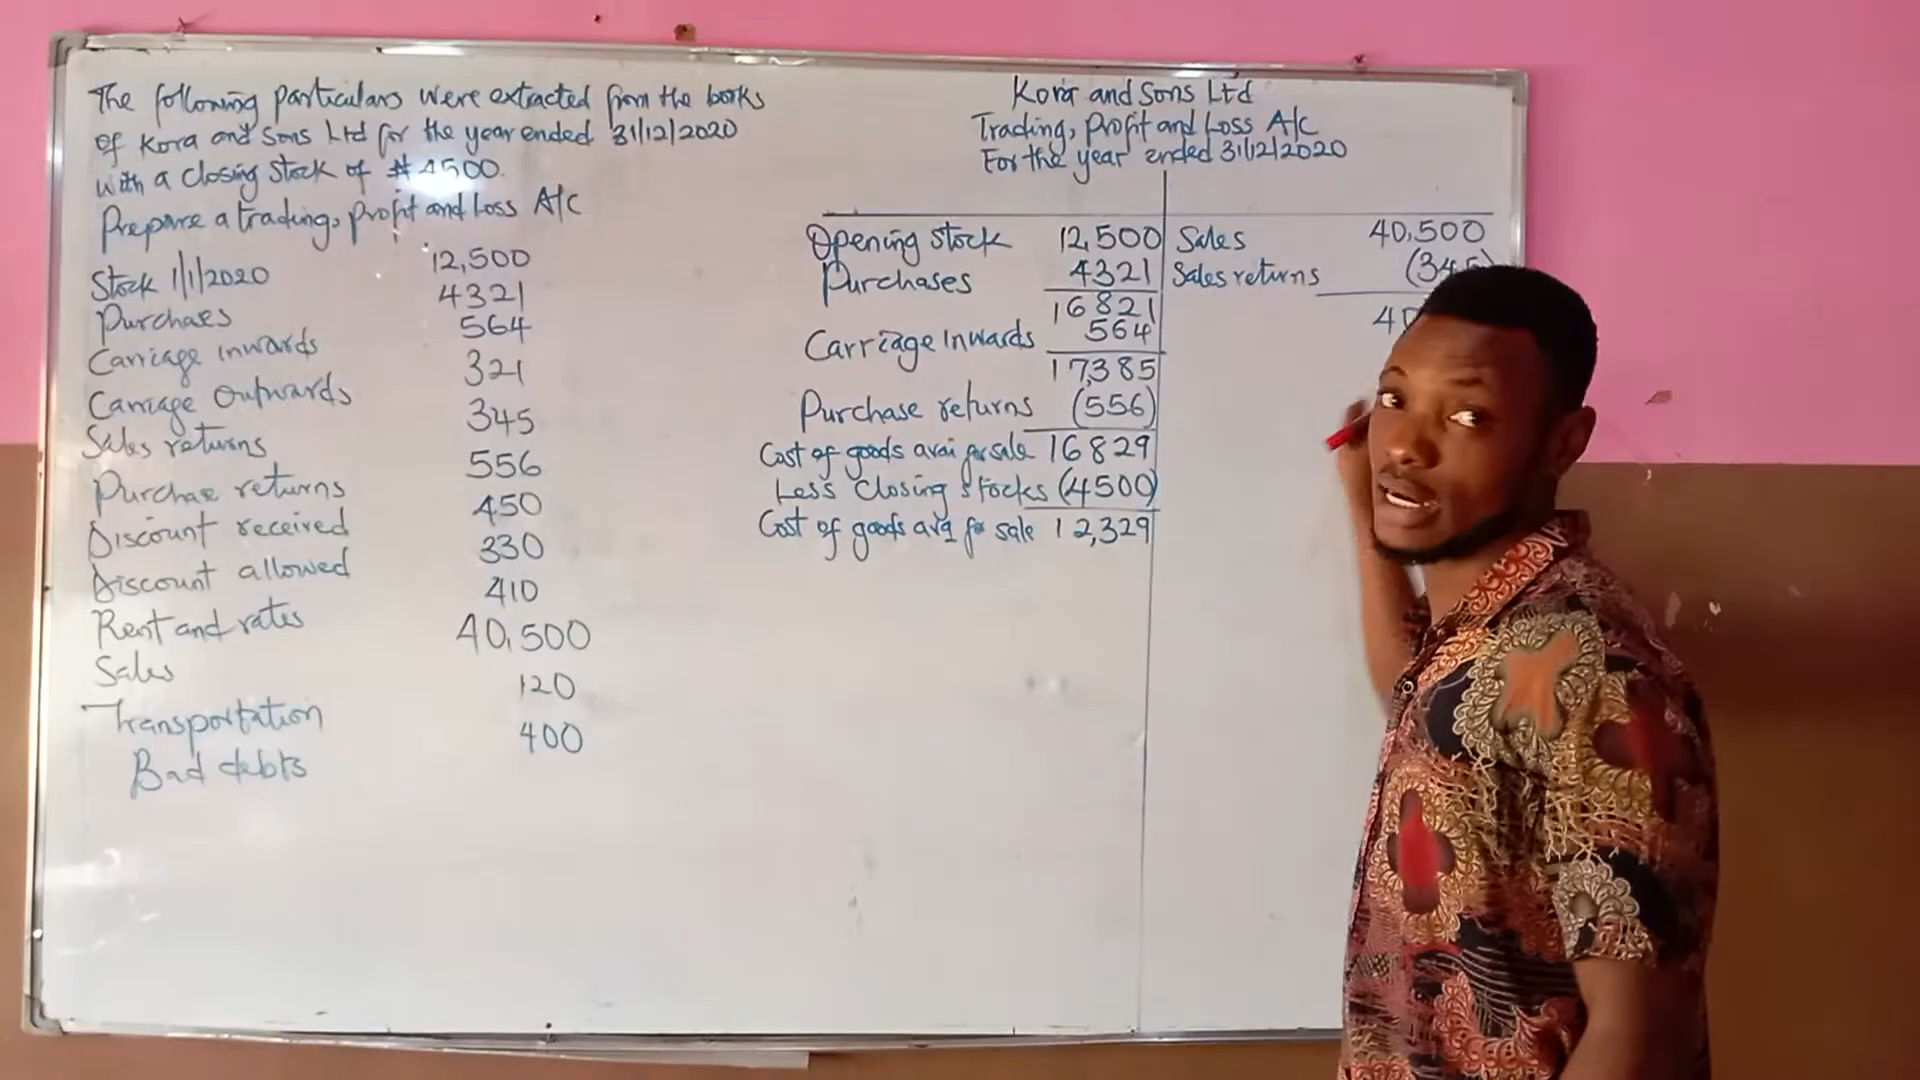 The following particulars were extracted from the books
of Kora and Sons Ltd for the year ended 31/12/2020
with a closing stock of ₦ 4500.
Prepare a trading, profit and Loss A/C
Stock 1/1/2020 12,500
Purchaes 4321
Carriage inwards 564
Carriage Outwards 321
Sales returns 345
Purchase returns 556
Discount received 450
Discount allowed 330
Rent and rates 410
Sales 40,500
Transportation 120
Bad debts 400
Kora and Sons Ltd
Trading, Profit and Loss A/C
For the year ended 31/12/2020
Opening stock 12,500 Sales 40,500
Purchases 4321 Sales returns (345)
16821 40
Carriage Inwards 564
17,385
Purchase returns (556)
Cost of goods avai for sale 16829
Less closing stocks (4500)
Cost of goods ava for sale 12,329